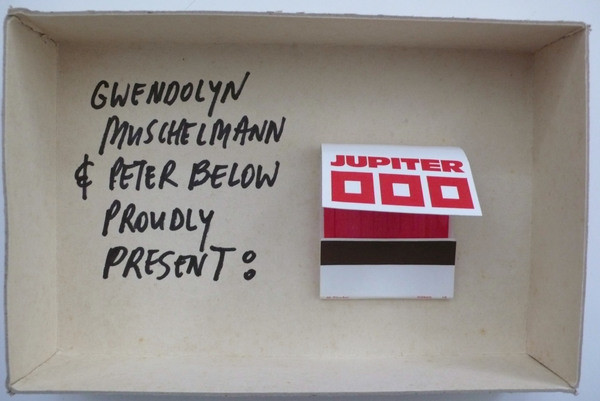 GWENDOLYN
MUSCHELMANN
& PETER BELOW
PROUDLY
PRESENT:
JUPITER